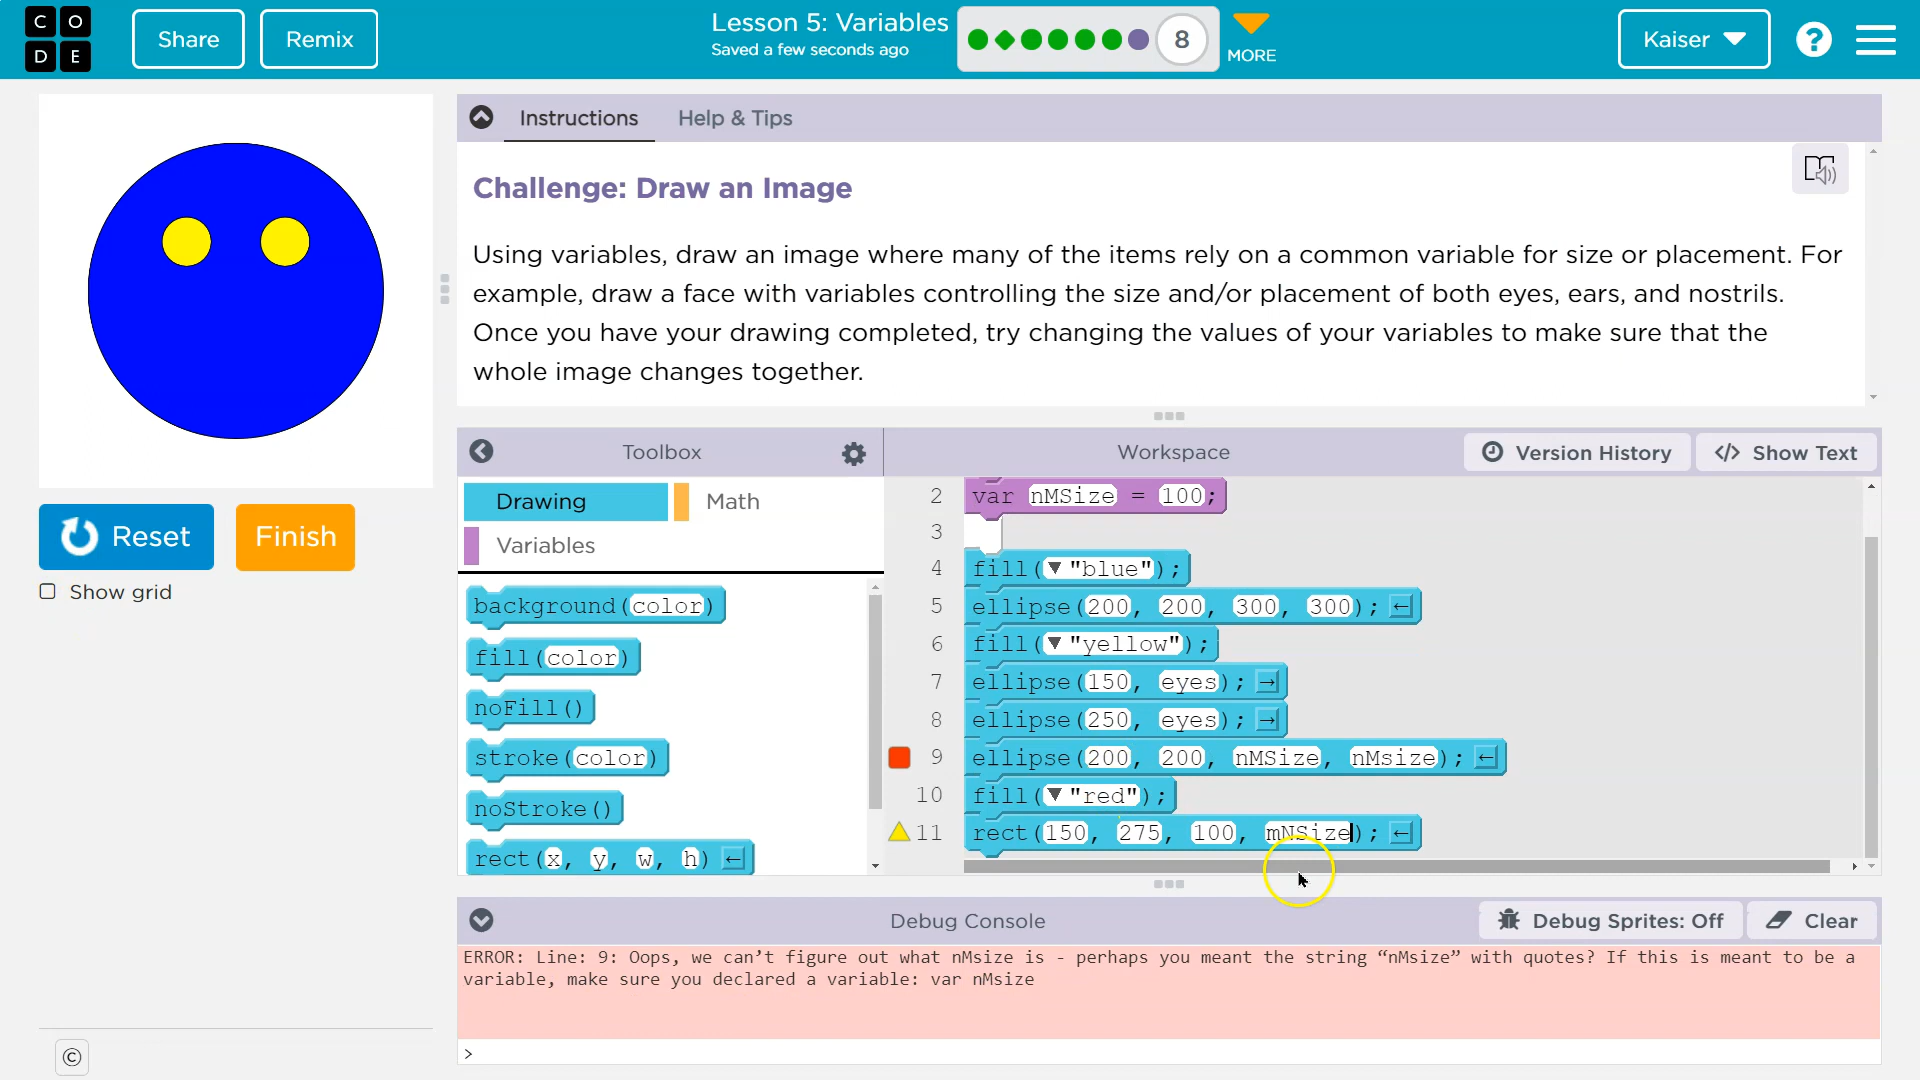 C O
D E
Share
Remix
Lesson 5: Variables
Saved a few seconds ago
8
MORE
Kaiser
?
Instructions
Help & Tips
Challenge: Draw an Image
Using variables, draw an image where many of the items rely on a common variable for size or placement. For
example, draw a face with variables controlling the size and/or placement of both eyes, ears, and nostrils.
Once you have your drawing completed, try changing the values of your variables to make sure that the
whole image changes together.
Reset
Finish
Show grid
Toolbox
Drawing
Math
Variables
background(color)
fill(color)
noFill()
stroke(color)
noStroke()
rect(x, y, w, h) ←
Workspace
Version History
</> Show Text
2 var nMSize = 100;
3
4 fill(▼ "blue");
5 ellipse(200, 200, 300, 300); ←
6 fill(▼ "yellow");
7 ellipse(150, eyes); →
8 ellipse(250, eyes); →
9 ellipse(200, 200, nMSize, nMsize); ←
10 fill(▼ "red");
11 rect(150, 275, 100, mNSize); ←
Debug Console
Debug Sprites: Off
Clear
ERROR: Line: 9: Oops, we can’t figure out what nMsize is - perhaps you meant the string “nMsize” with quotes? If this is meant to be a
variable, make sure you declared a variable: var nMsize
>
©